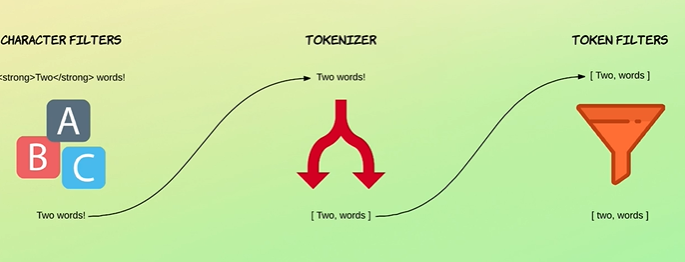 CHARACTER FILTERS
<strong>Two</strong> words!
A
B
C
Two words!
TOKENIZER
Two words!
[ Two, words ]
TOKEN FILTERS
[ Two, words ]
[ two, words ]